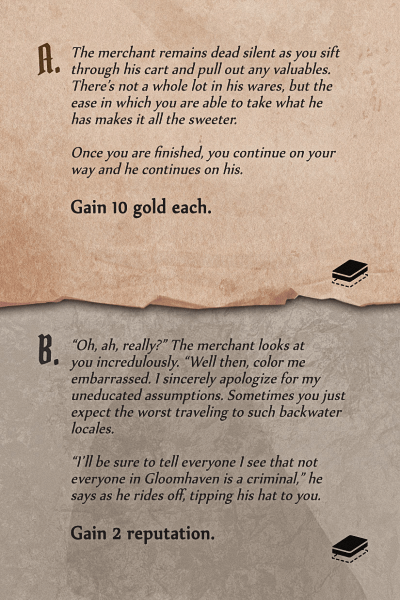 A.
The merchant remains dead silent as you sift
through his cart and pull out any valuables.
There's not a whole lot in his wares, but the
ease in which you are able to take what he
has makes it all the sweeter.
Once you are finished, you continue on your
way and he continues on his.
Gain 10 gold each.
B.
“Oh, ah, really?” The merchant looks at
you incredulously. “Well then, color me
embarrassed. I sincerely apologize for my
uneducated assumptions. Sometimes you just
expect the worst traveling to such backwater
locales.
“I'll be sure to tell everyone I see that not
everyone in Gloomhaven is a criminal,” he
says as he rides off, tipping his hat to you.
Gain 2 reputation.